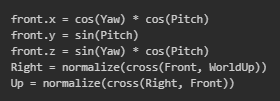 front.x = cos(Yaw) * cos(Pitch)
front.y = sin(Pitch)
front.z = sin(Yaw) * cos(Pitch)
Right = normalize(cross(Front, WorldUp))
Up = normalize(cross(Right, Front))